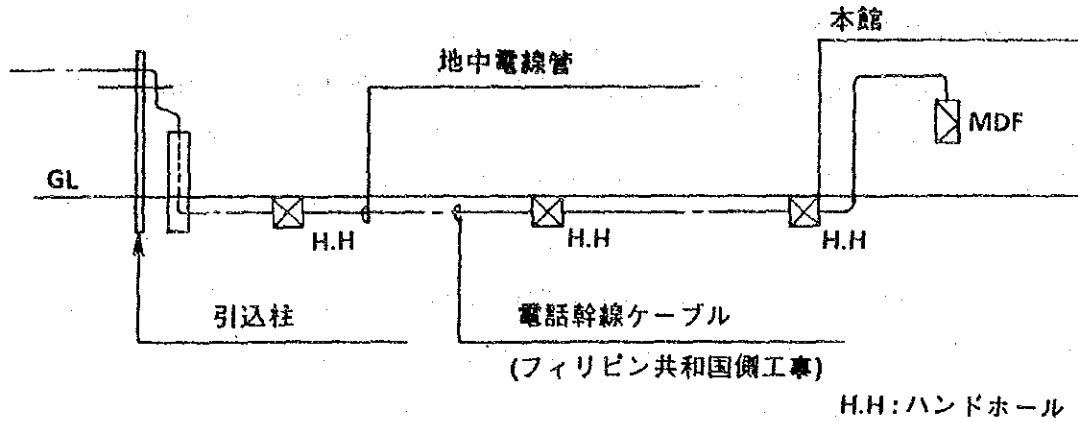 本館
地中電線管
MDF
GL
H.H
H.H
H.H
引込柱
電話幹線ケーブル
(フィリピン共和国側工事)
H.H:ハンドホール